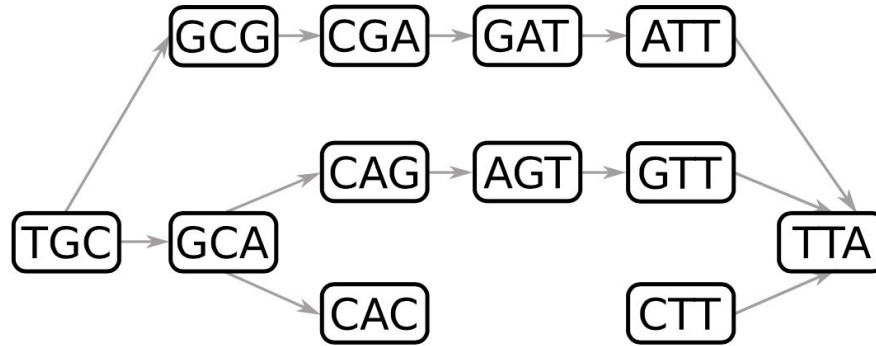 GCG CGA GAT ATT
CAG AGT GTT
TGC GCA TTA
CAC CTT